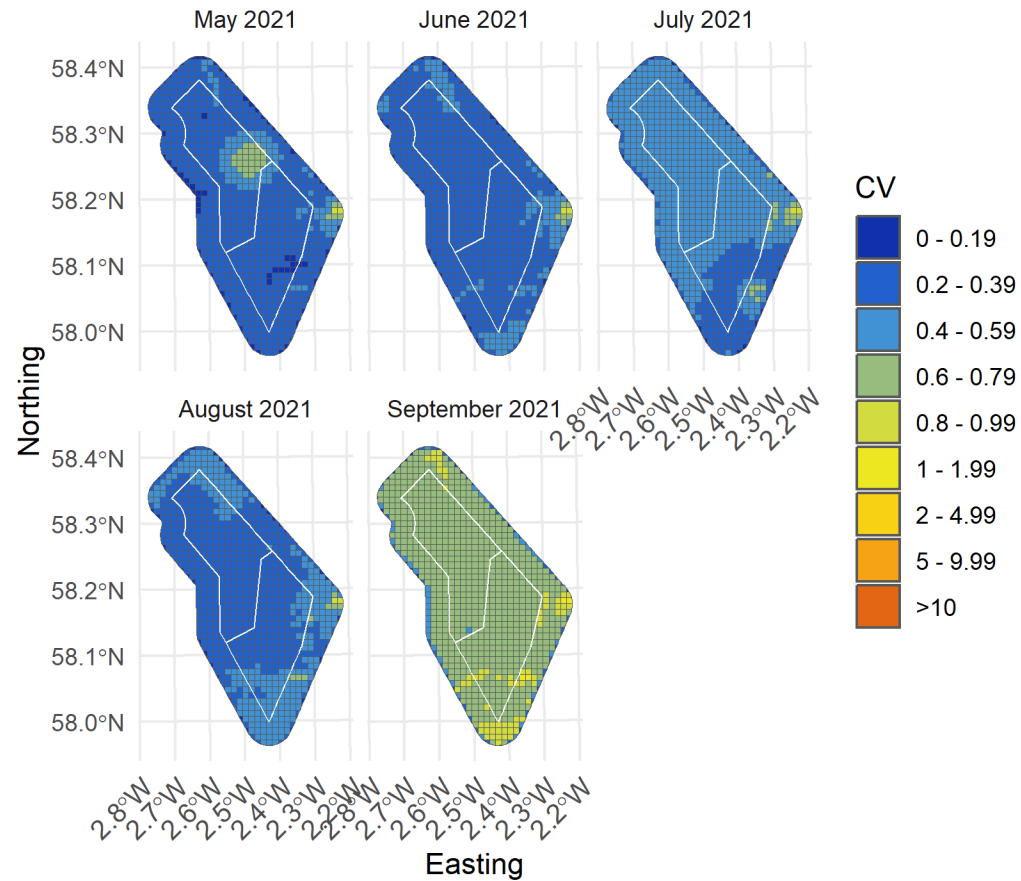 May 2021
June 2021
July 2021
58.4°N
58.3°N
58.2°N
58.1°N
58.0°N
2.8°W
2.7°W
2.6°W
2.5°W
2.4°W
2.3°W
2.2°W
August 2021
September 2021
58.4°N
58.3°N
58.2°N
58.1°N
58.0°N
2.8°W
2.7°W
2.6°W
2.5°W
2.4°W
2.3°W
2.2°W
2.8°W
2.7°W
2.6°W
2.5°W
2.4°W
2.3°W
2.2°W
Northing
Easting
CV
0 - 0.19
0.2 - 0.39
0.4 - 0.59
0.6 - 0.79
0.8 - 0.99
1 - 1.99
2 - 4.99
5 - 9.99
>10